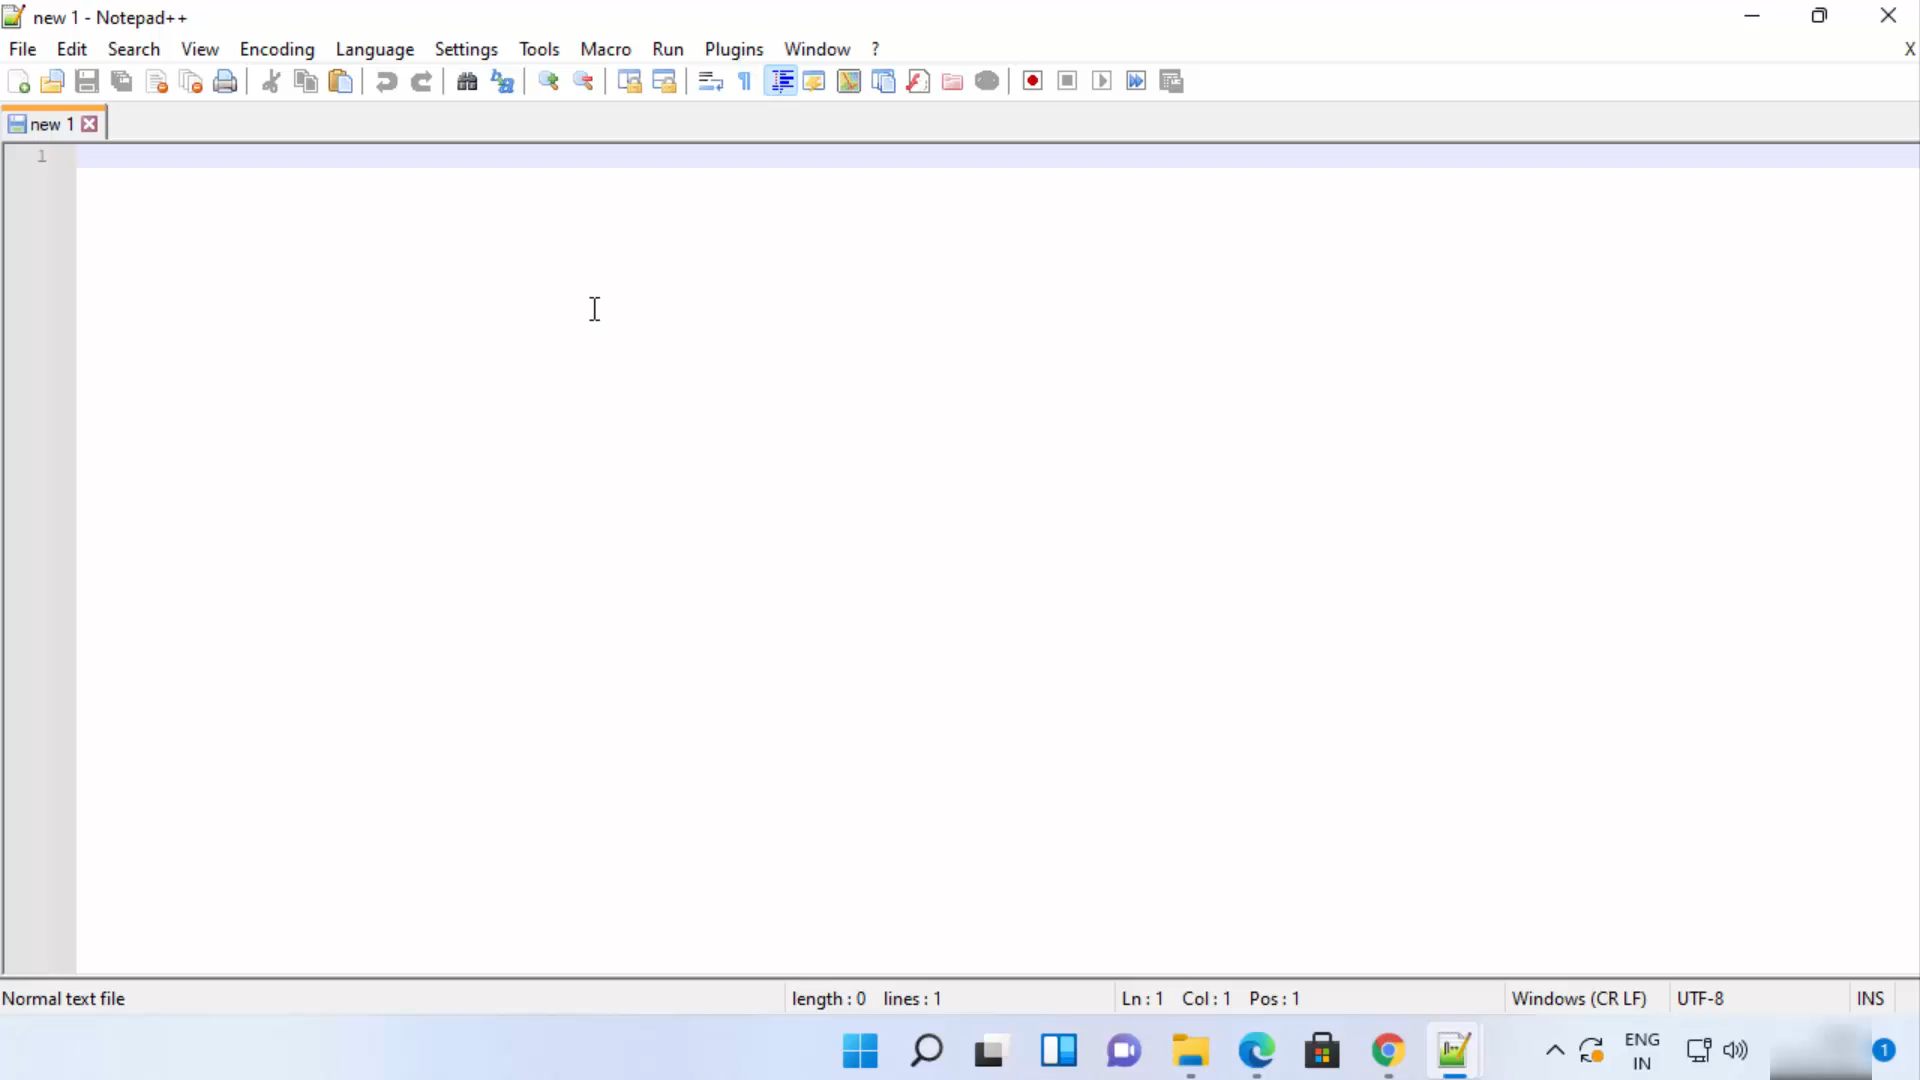 new 1 - Notepad++
File Edit Search View Encoding Language Settings Tools Macro Run Plugins Window ? X
new 1
1
Normal text file length : 0 lines : 1 Ln : 1 Col : 1 Pos : 1 Windows (CR LF) UTF-8 INS
ENG
IN
1